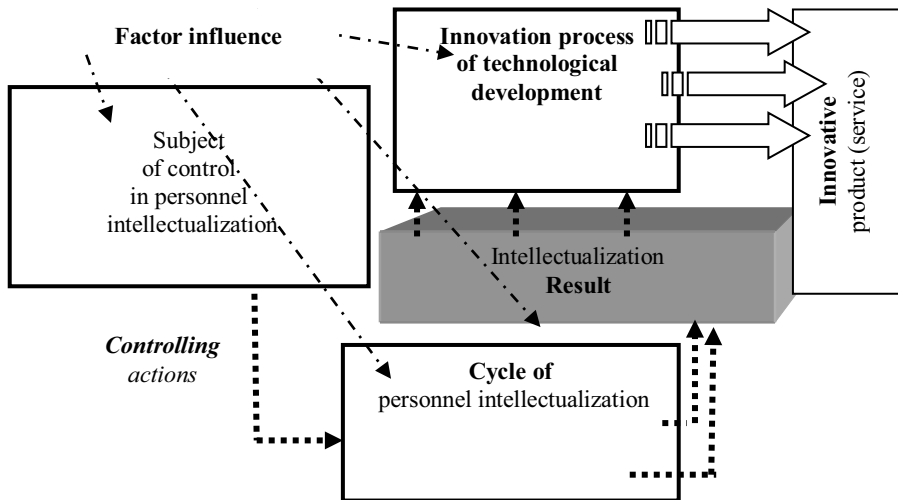 Factor influence
Innovation process
of technological
development
Subject
of control
in personnel
intellectualization
Innovative
product (service)
Intellectualization
Result
Controlling
actions
Cycle of
personnel intellectualization